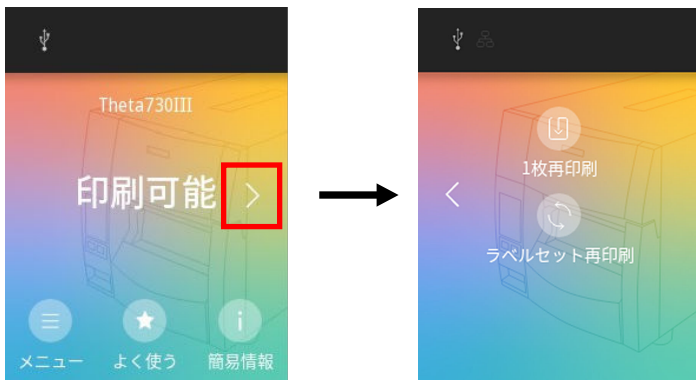 Theta730III
印刷可能
メニュー
よく使う
簡易情報
1枚再印刷
ラベルセット再印刷